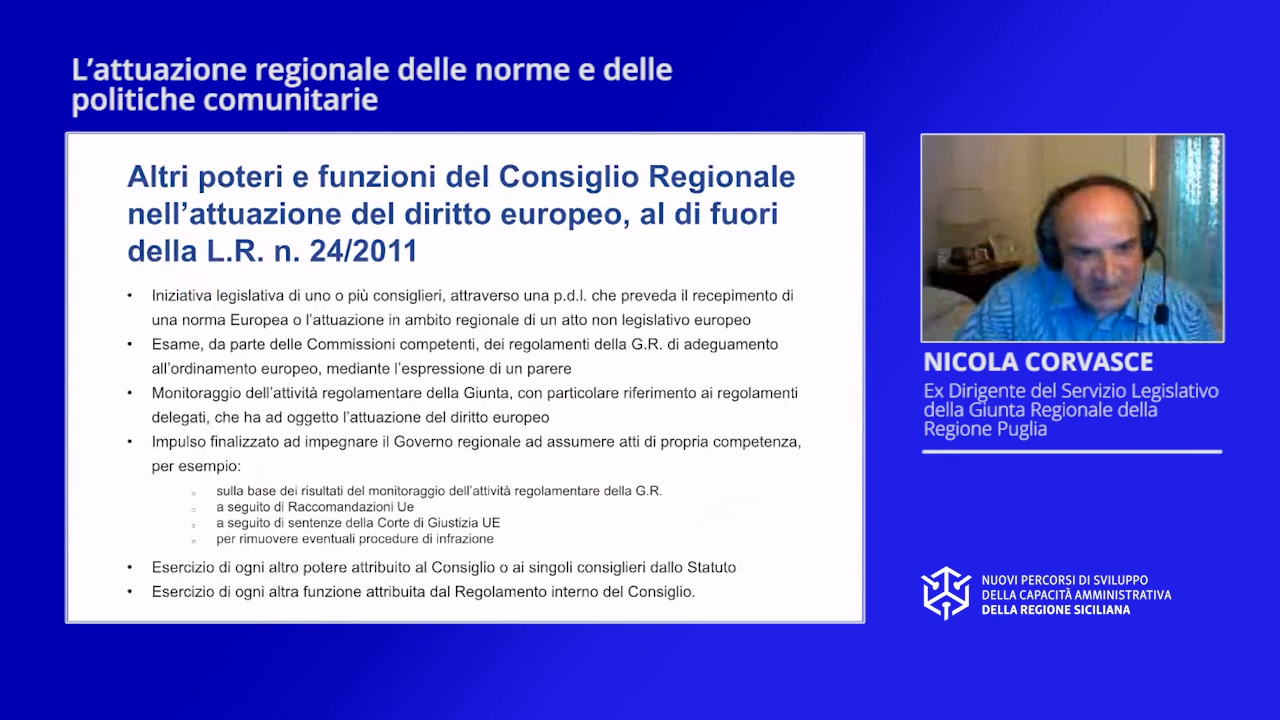 L'attuazione regionale delle norme e delle
politiche comunitarie
Altri poteri e funzioni del Consiglio Regionale
nell'attuazione del diritto europeo, al di fuori
della L.R. n. 24/2011
• Iniziativa legislativa di uno o più consiglieri, attraverso una p.d.l. che preveda il recepimento di
una norma Europea o l'attuazione in ambito regionale di un atto non legislativo europeo
• Esame, da parte delle Commissioni competenti, dei regolamenti della G.R. di adeguamento
all'ordinamento europeo, mediante l'espressione di un parere
• Monitoraggio dell'attività regolamentare della Giunta, con particolare riferimento ai regolamenti
delegati, che ha ad oggetto l'attuazione del diritto europeo
• Impulso finalizzato ad impegnare il Governo regionale ad assumere atti di propria competenza,
per esempio:
○ sulla base dei risultati del monitoraggio dell'attività regolamentare della G.R.
○ a seguito di Raccomandazioni Ue
○ a seguito di sentenze della Corte di Giustizia UE
○ per rimuovere eventuali procedure di infrazione
• Esercizio di ogni altro potere attribuito al Consiglio o ai singoli consiglieri dallo Statuto
• Esercizio di ogni altra funzione attribuita dal Regolamento interno del Consiglio.
NICOLA CORVASCE
Ex Dirigente del Servizio Legislativo
della Giunta Regionale della
Regione Puglia
NUOVI PERCORSI DI SVILUPPO
DELLA CAPACITÀ AMMINISTRATIVA
DELLA REGIONE SICILIANA